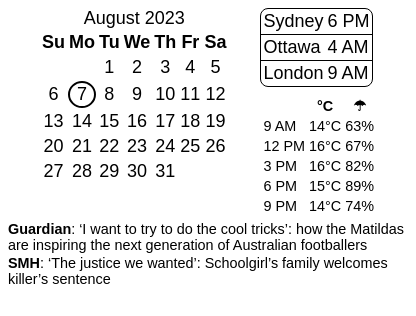 August 2023
Su Mo Tu We Th Fr Sa
1 2 3 4 5
6 7 8 9 10 11 12
13 14 15 16 17 18 19
20 21 22 23 24 25 26
27 28 29 30 31
Sydney 6 PM
Ottawa 4 AM
London 9 AM
°C ☂
9 AM 14°C 63%
12 PM 16°C 67%
3 PM 16°C 82%
6 PM 15°C 89%
9 PM 14°C 74%
Guardian: ‘I want to try to do the cool tricks’: how the Matildas
are inspiring the next generation of Australian footballers
SMH: ‘The justice we wanted’: Schoolgirl’s family welcomes
killer’s sentence